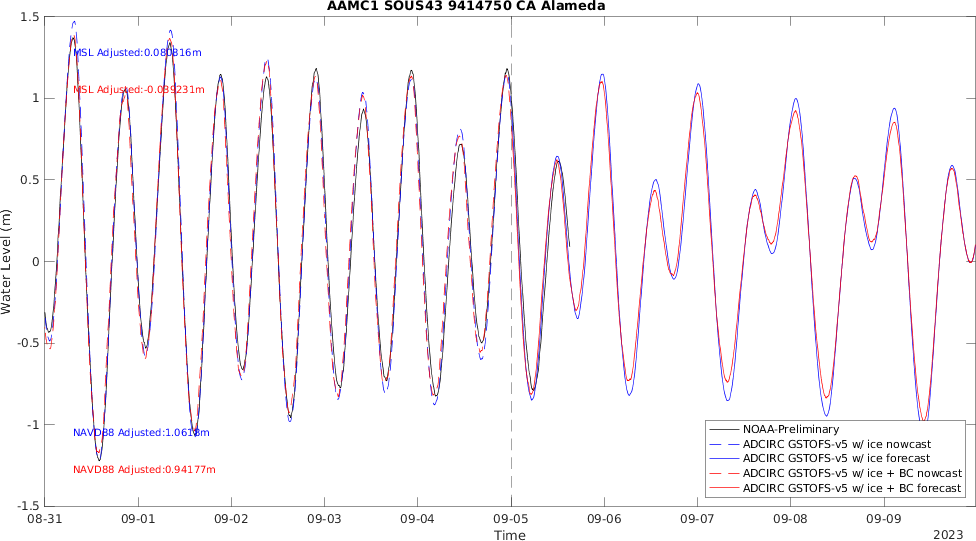 AAMC1 SOUS43 9414750 CA Alameda
1.5
MSL Adjusted:0.080816m
MSL Adjusted:-0.039231m
1
0.5
0
-0.5
-1
-1.5
Water Level (m)
NAVD88 Adjusted:1.0618m
NAVD88 Adjusted:0.94177m
NOAA-Preliminary
ADCIRC GSTOFS-v5 w/ ice nowcast
ADCIRC GSTOFS-v5 w/ ice forecast
ADCIRC GSTOFS-v5 w/ ice + BC nowcast
ADCIRC GSTOFS-v5 w/ ice + BC forecast
08-31 09-01 09-02 09-03 09-04 09-05 09-06 09-07 09-08 09-09
Time
2023